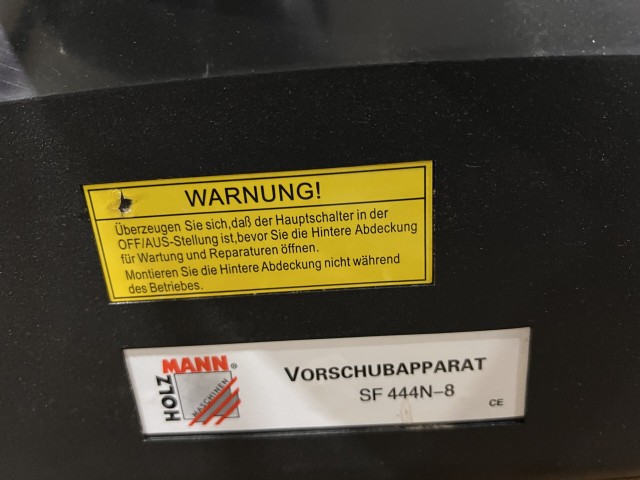 WARNUNG!
Überzeugen Sie sich,daß der Hauptschalter in der
OFF/AUS-Stellung ist,bevor Sie die Hintere Abdeckung
für Wartung und Reparaturen öffnen.
Montieren Sie die Hintere Abdeckung nicht während
des Betriebes.
HOLZ
MANN®
MASCHINEN
VORSCHUBAPPARAT
SF 444N-8
CE